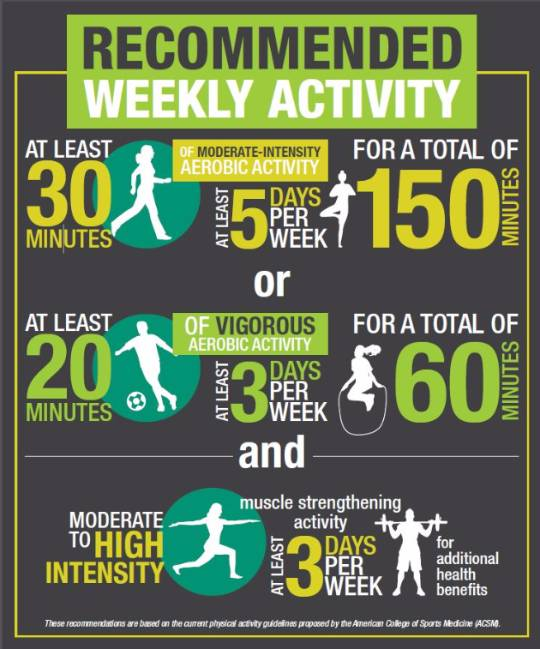 RECOMMENDED
WEEKLY ACTIVITY
AT LEAST
30
MINUTES
OF MODERATE-INTENSITY
AEROBIC ACTIVITY
AT LEAST
5
DAYS
PER
WEEK
FOR A TOTAL OF
150
MINUTES
or
AT LEAST
20
MINUTES
OF VIGOROUS
AEROBIC ACTIVITY
AT LEAST
3
DAYS
PER
WEEK
FOR A TOTAL OF
60
MINUTES
and
MODERATE
TO HIGH
INTENSITY
muscle strengthening
activity
AT LEAST
3
DAYS
PER
WEEK
for
additional
health
benefits
These recommendations are based on the current physical activity guidelines proposed by the American College of Sports Medicine (ACSM).